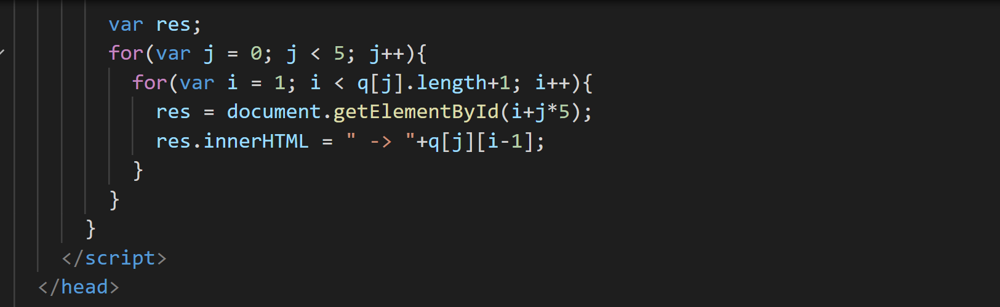 var res;
for(var j = 0; j < 5; j++){
for(var i = 1; i < q[j].length+1; i++){
res = document.getElementById(i+j*5);
res.innerHTML = " -> "+q[j][i-1];
}
}
}
</script>
</head>